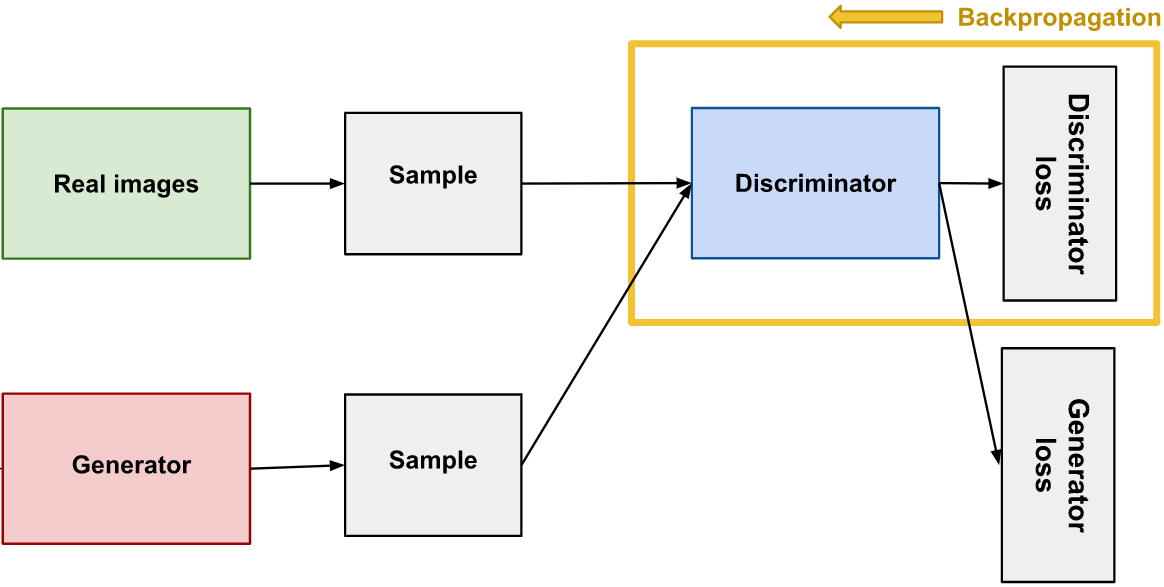 Backpropagation
Real images
Sample
Discriminator
Discriminator
loss
Generator
Sample
Generator
loss